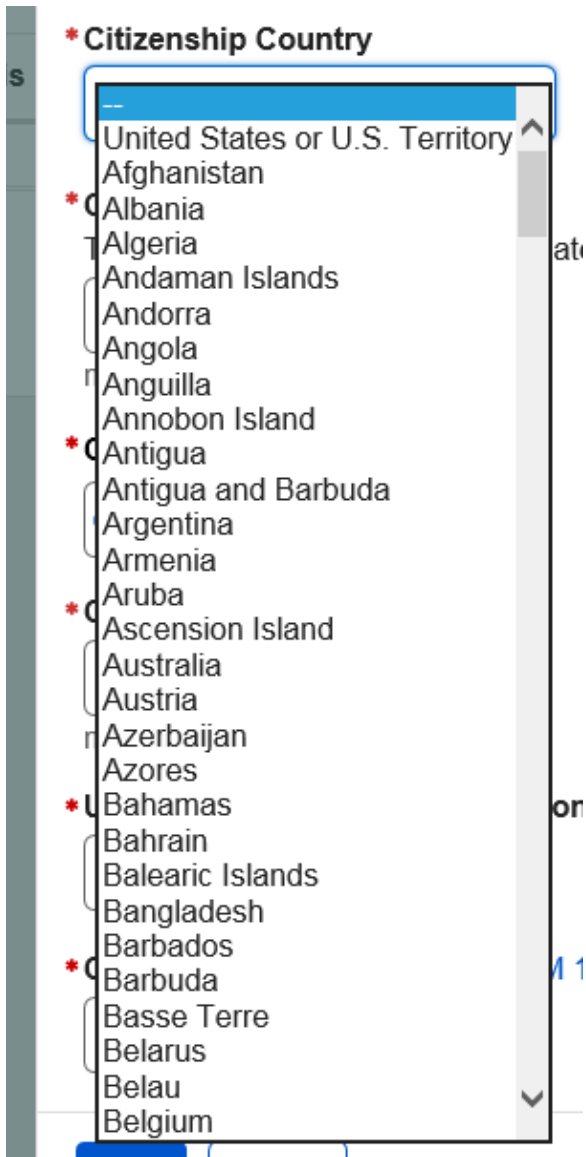 *Citizenship Country
--
United States or U.S. Territory
Afghanistan
Albania
Algeria
Andaman Islands
Andorra
Angola
Anguilla
Annobon Island
Antigua
Antigua and Barbuda
Argentina
Armenia
Aruba
Ascension Island
Australia
Austria
Azerbaijan
Azores
Bahamas
Bahrain
Balearic Islands
Bangladesh
Barbados
Barbuda
Basse Terre
Belarus
Belau
Belgium